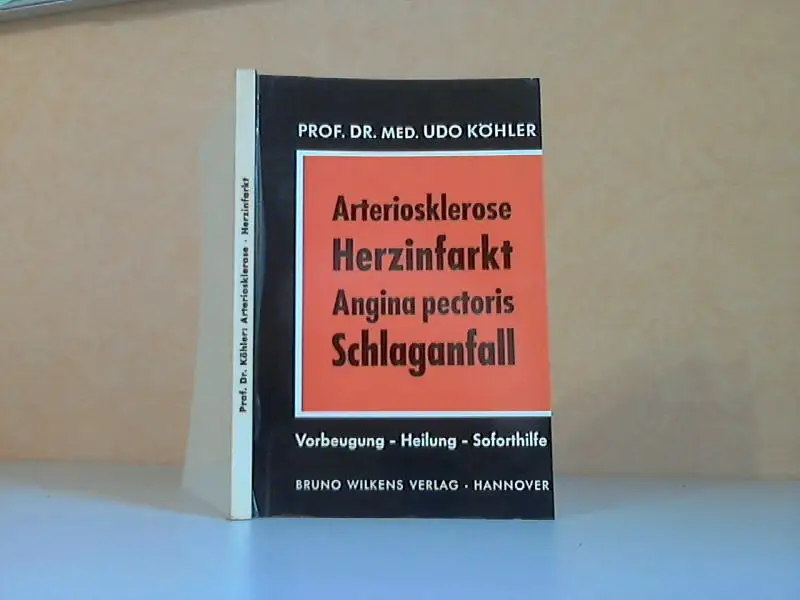 Prof. Dr. Köhler: Arteriosklerose · Herzinfarkt
PROF. DR. MED. UDO KÖHLER
Arteriosklerose
Herzinfarkt
Angina pectoris
Schlaganfall
Vorbeugung - Heilung - Soforthilfe
BRUNO WILKENS VERLAG · HANNOVER